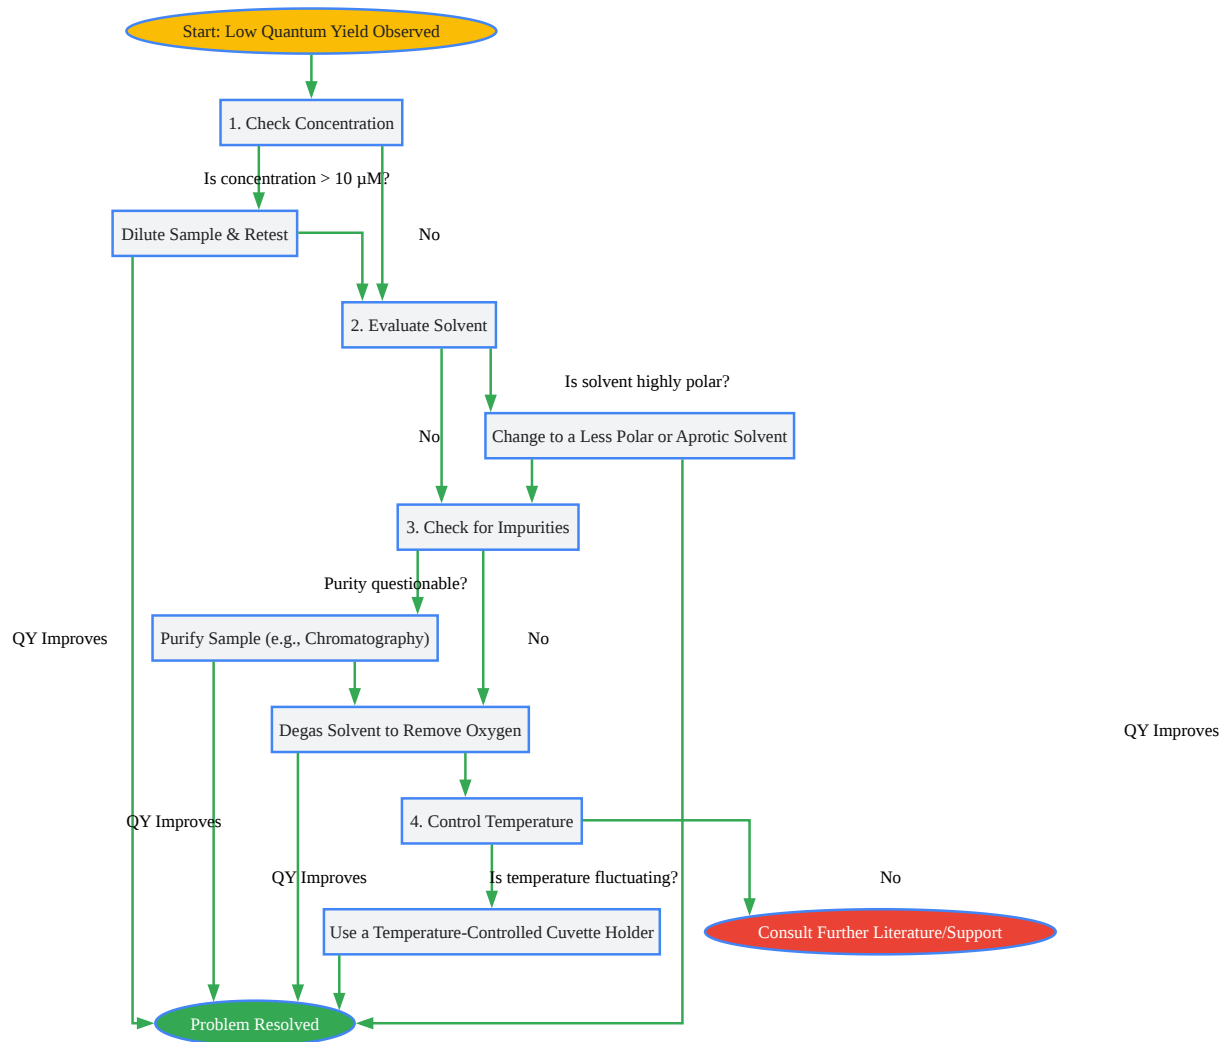 Start: Low Quantum Yield Observed
1. Check Concentration
Is concentration > 10 µM?
Dilute Sample & Retest
No
2. Evaluate Solvent
Is solvent highly polar?
No
Change to a Less Polar or Aprotic Solvent
3. Check for Impurities
Purity questionable?
QY Improves
Purify Sample (e.g., Chromatography)
No
Degas Solvent to Remove Oxygen
QY Improves
QY Improves
4. Control Temperature
QY Improves
Is temperature fluctuating?
No
Use a Temperature-Controlled Cuvette Holder
Consult Further Literature/Support
Problem Resolved